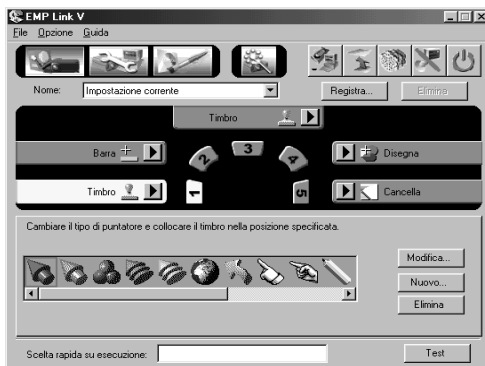 EMP Link V
File Opzione Guida
Nome: Impostazione corrente Registra... Elimina
Timbro
Barra 2 3 4 Disegna
Timbro 1 5 Cancella
Cambiare il tipo di puntatore e collocare il timbro nella posizione specificata.
Modifica...
Nuovo...
Elimina
Scelta rapida su esecuzione: Test